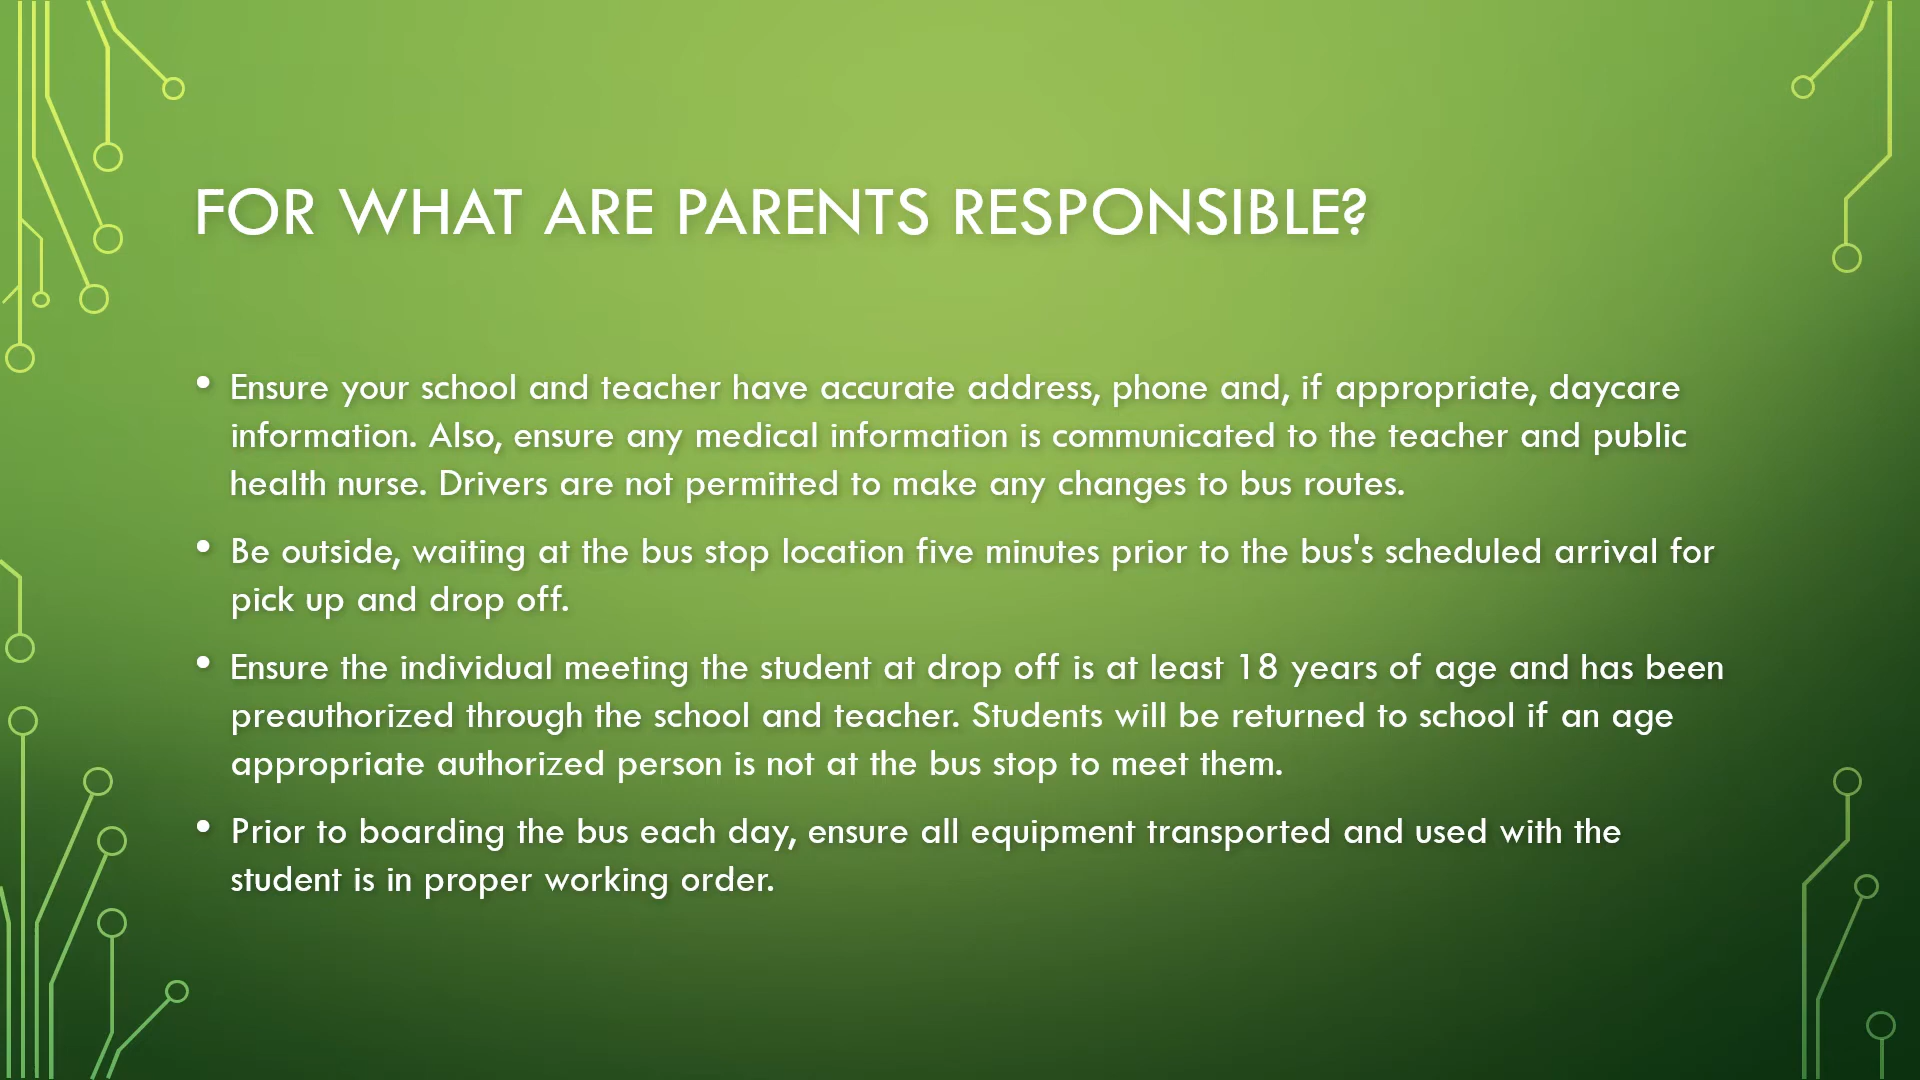 FOR WHAT ARE PARENTS RESPONSIBLE?
• Ensure your school and teacher have accurate address, phone and, if appropriate, daycare
information. Also, ensure any medical information is communicated to the teacher and public
health nurse. Drivers are not permitted to make any changes to bus routes.
• Be outside, waiting at the bus stop location five minutes prior to the bus's scheduled arrival for
pick up and drop off.
• Ensure the individual meeting the student at drop off is at least 18 years of age and has been
preauthorized through the school and teacher. Students will be returned to school if an age
appropriate authorized person is not at the bus stop to meet them.
• Prior to boarding the bus each day, ensure all equipment transported and used with the
student is in proper working order.